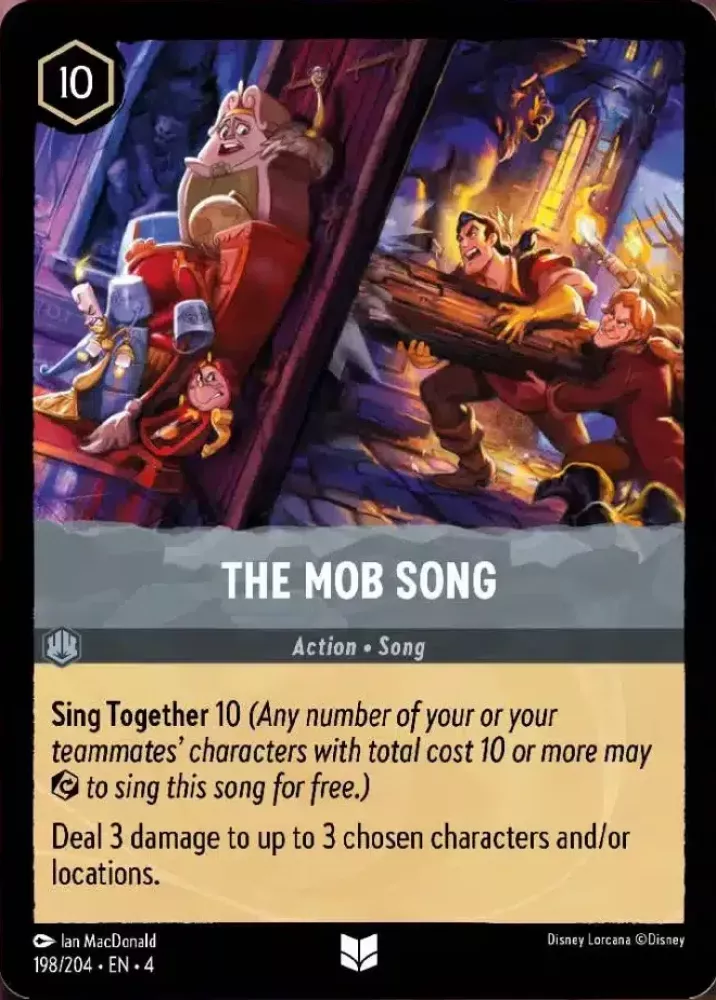 10
THE MOB SONG
Action • Song
Sing Together 10 (Any number of your or your
teammates' characters with total cost 10 or more may
to sing this song for free.)
Deal 3 damage to up to 3 chosen characters and/or
locations.
Ian MacDonald
Disney Lorcana ©Disney
198/204 • EN • 4